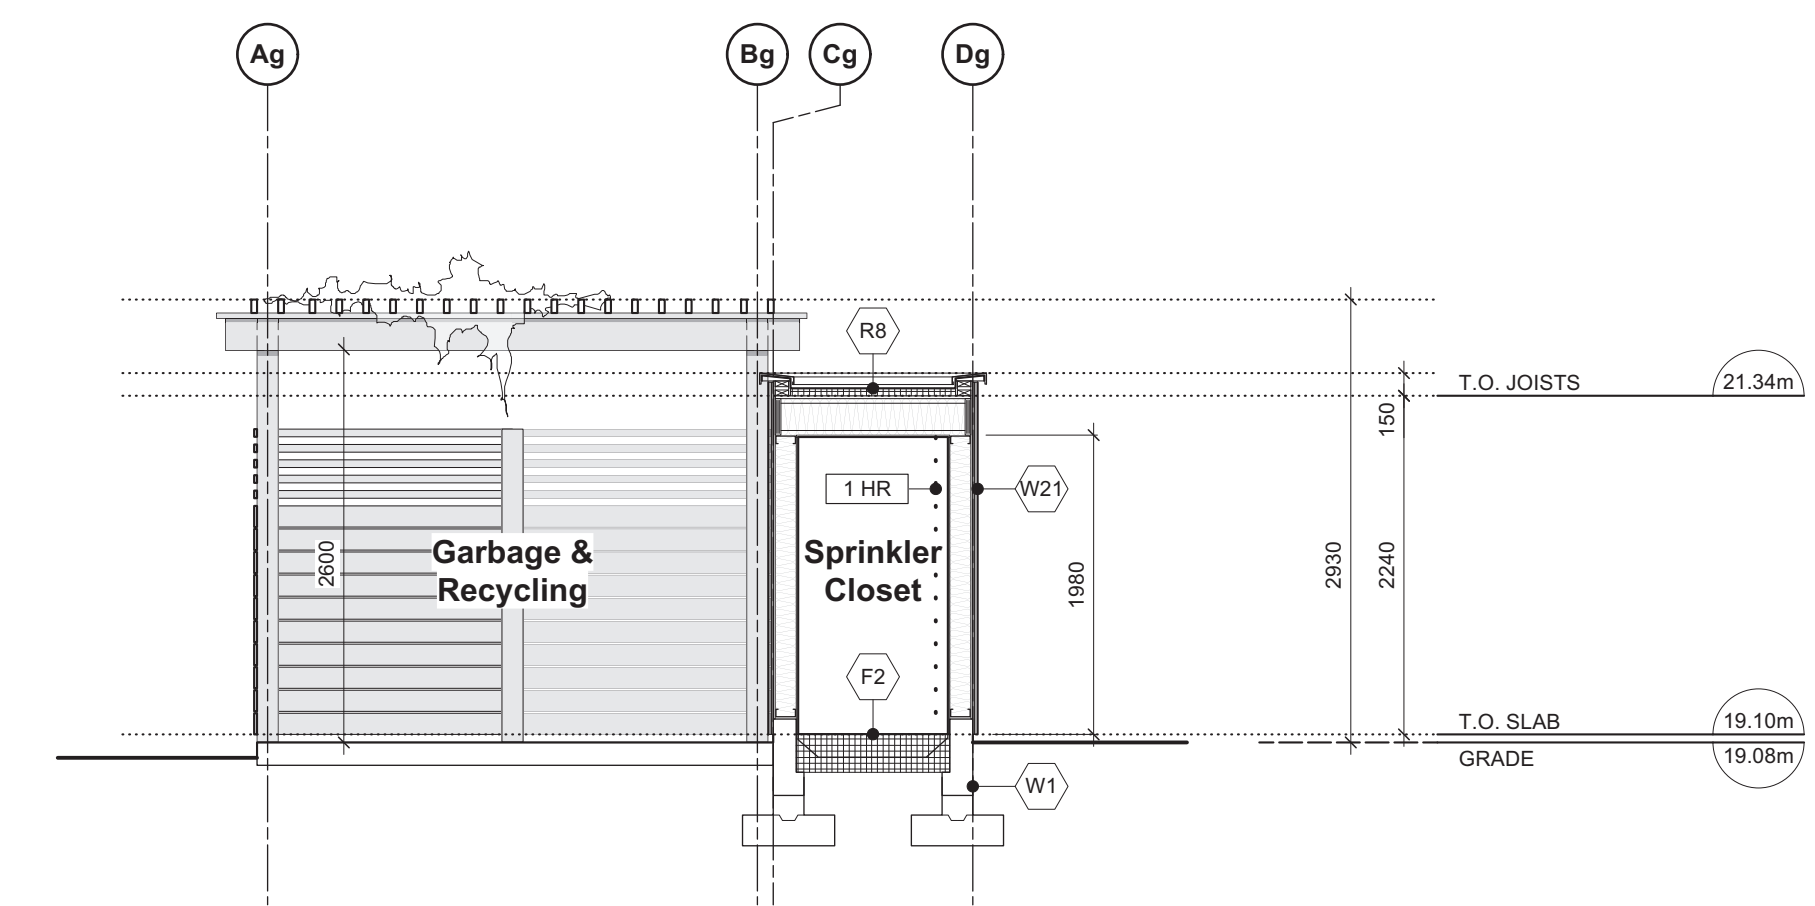 Ag
Bg
Cg
Dg
R8
T.O. JOISTS
21.34m
150
1 HR
W21
2600
Garbage &
Recycling
Sprinkler
Closet
1980
2930
2240
F2
T.O. SLAB
19.10m
GRADE
19.08m
W1